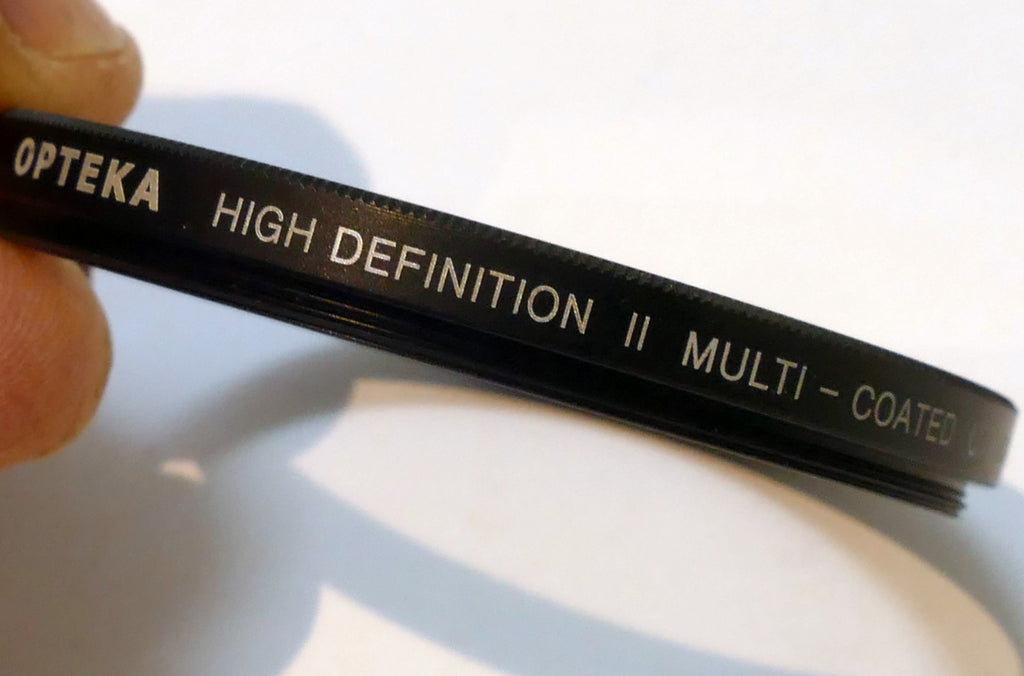 OPTEKA HIGH DEFINITION II MULTI - COATED